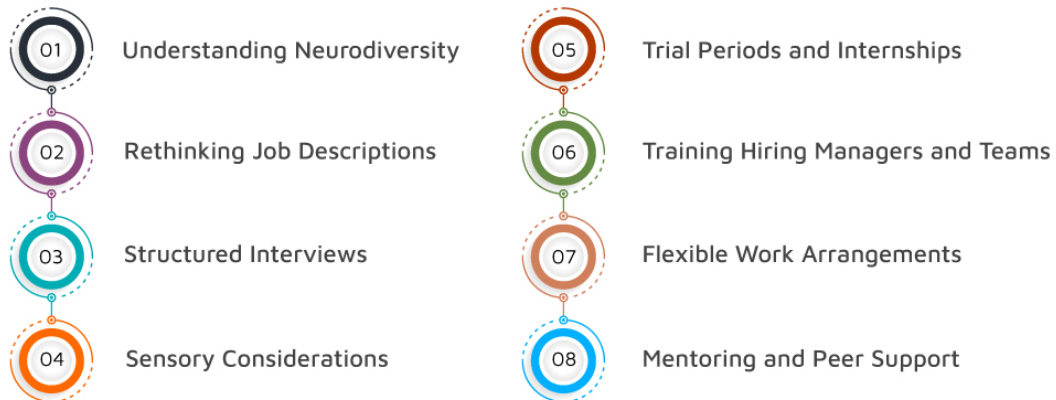 01 Understanding Neurodiversity
02 Rethinking Job Descriptions
03 Structured Interviews
04 Sensory Considerations
05 Trial Periods and Internships
06 Training Hiring Managers and Teams
07 Flexible Work Arrangements
08 Mentoring and Peer Support